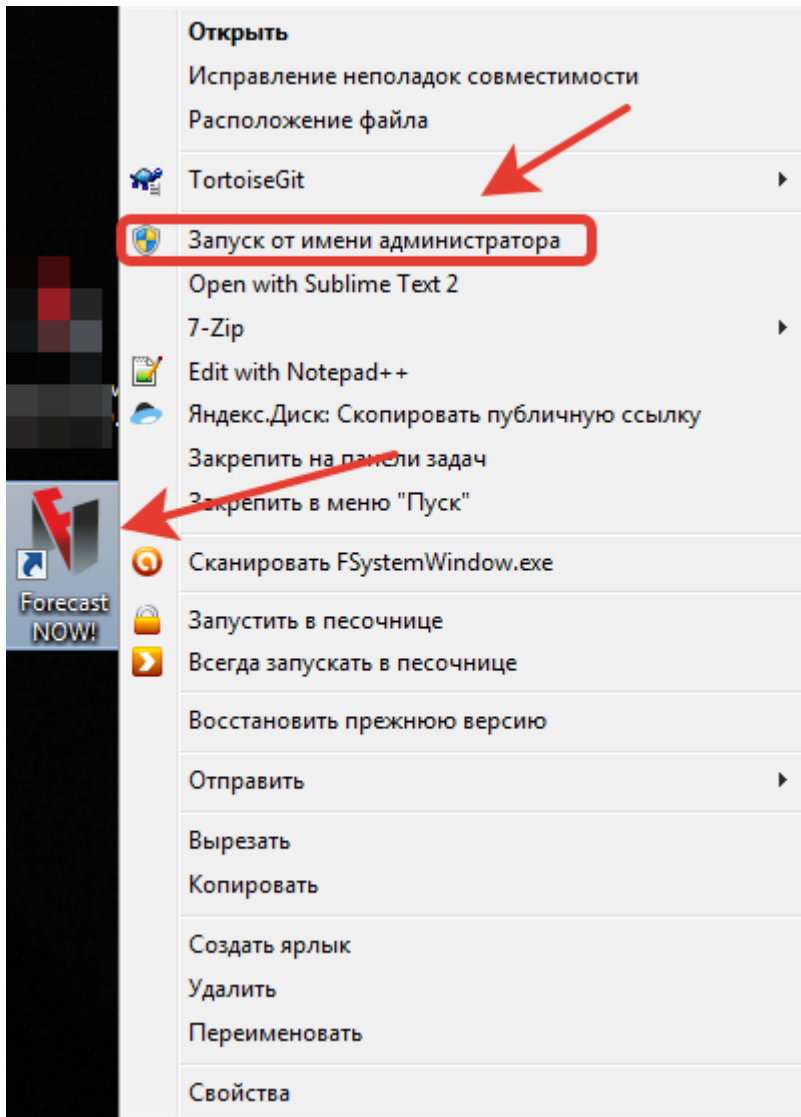 Открыть
Исправление неполадок совместимости
Расположение файла
TortoiseGit
Запуск от имени администратора
Open with Sublime Text 2
7-Zip
Edit with Notepad++
Яндекс.Диск: Скопировать публичную ссылку
Закрепить на панели задач
Закрепить в меню "Пуск"
Сканировать FSystemWindow.exe
Forecast
NOW!
Запустить в песочнице
Всегда запускать в песочнице
Восстановить прежнюю версию
Отправить
Вырезать
Копировать
Создать ярлык
Удалить
Переименовать
Свойства